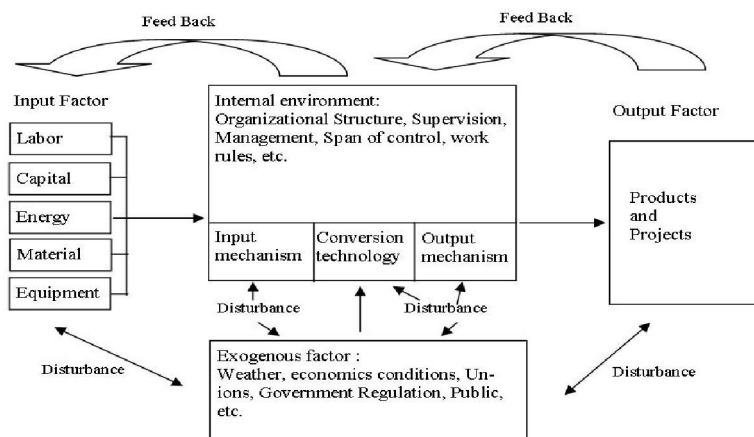 Feed Back
Feed Back
Input Factor
Labor
Capital
Energy
Material
Equipment
Internal environment:
Organizational Structure, Supervision,
Management, Span of control, work
rules, etc.
Input
mechanism
Conversion
technology
Output
mechanism
Output Factor
Products
and
Projects
Disturbance
Disturbance
Disturbance
Disturbance
Exogenous factor :
Weather, economics conditions, Un-
ions, Government Regulation, Public,
etc.